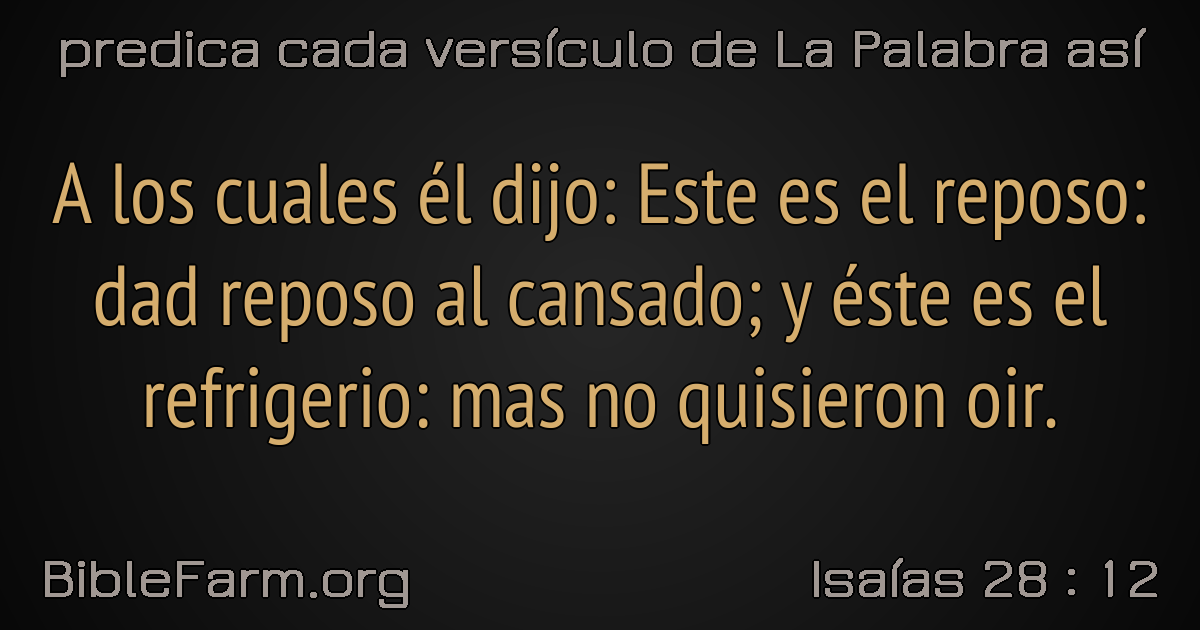 predica cada versículo de La Palabra así
A los cuales él dijo: Este es el reposo:
dad reposo al cansado; y éste es el
refrigerio: mas no quisieron oir.
BibleFarm.org
Isaías 28 : 12